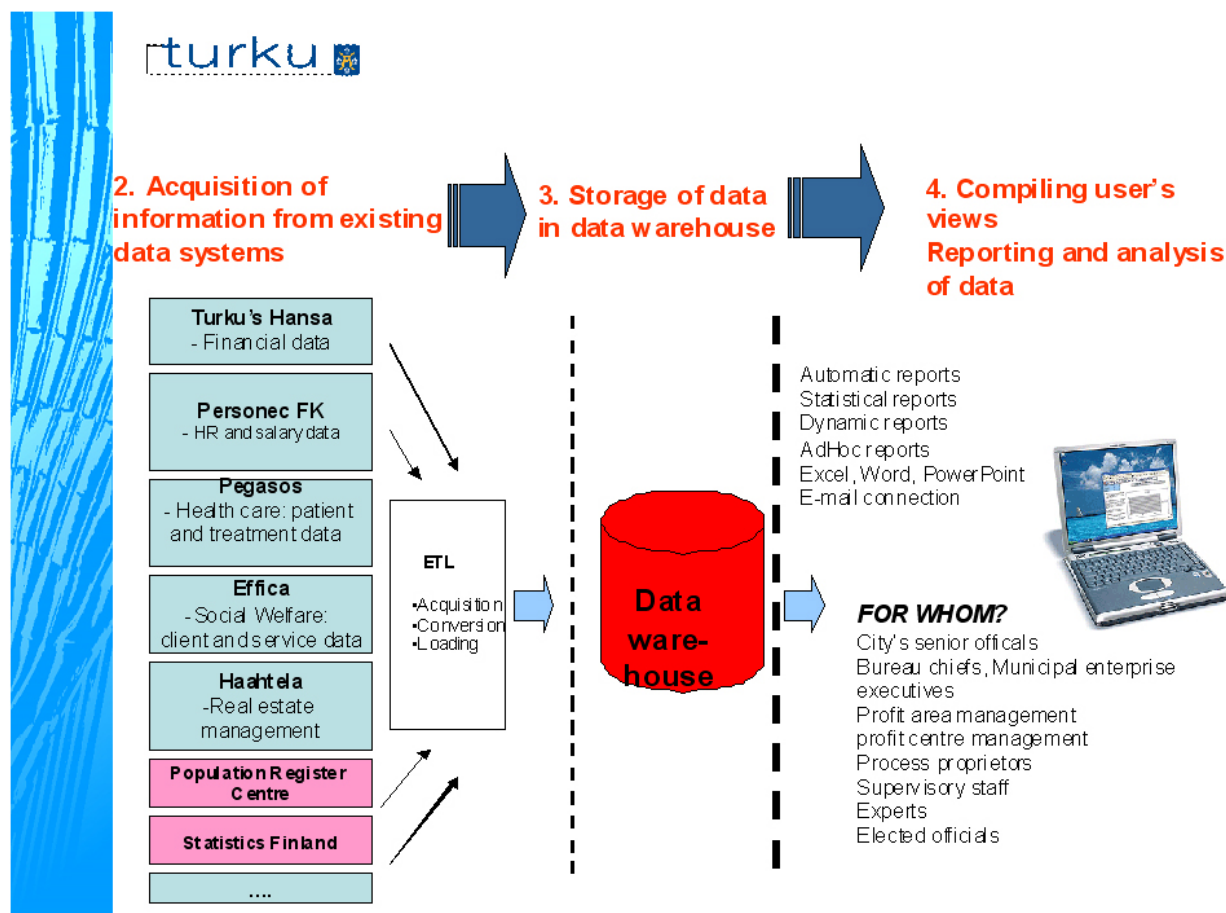 turku
2. Acquisition of
information from existing
data systems
3. Storage of data
in data warehouse
4. Compiling user's
views
Reporting and analysis
of data
Turku's Hansa
- Financial data
Personec FK
- HR and salary data
Pegasos
- Health care: patient
and treatment data
Effica
-Social Welfare:
client and service data
Haahtela
-Real estate
management
Population Register
Centre
Statistics Finland
....
ETL
•Acquisition
•Conversion
•Loading
Data
ware-
house
Automatic reports
Statistical reports
Dynamic reports
AdHoc reports
Excel, Word, PowerPoint
E-mail connection
FOR WHOM?
City's senior officals
Bureau chiefs, Municipal enterprise
executives
Profit area management
profit centre management
Process proprietors
Supervisory staff
Experts
Elected officials